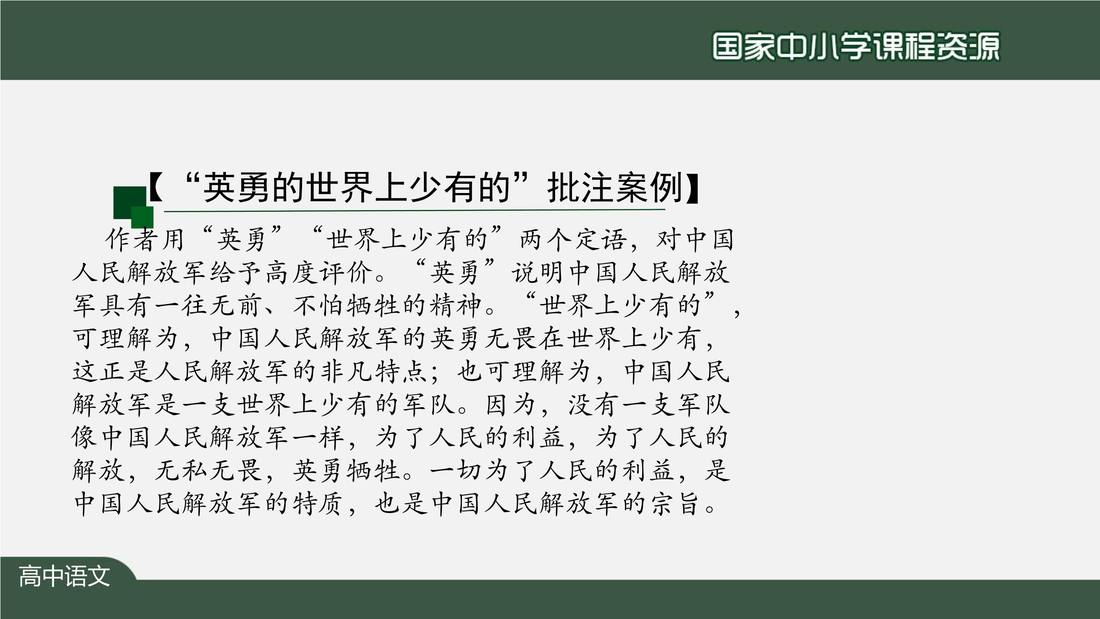 国家中小学课程资源
【“英勇的世界上少有的”批注案例】
作者用“英勇”“世界上少有的”两个定语，对中国
人民解放军给予高度评价。“英勇”说明中国人民解放
军具有一往无前、不怕牺牲的精神。“世界上少有的”，
可理解为，中国人民解放军的英勇无畏在世界上少有，
这正是人民解放军的非凡特点；也可理解为，中国人民
解放军是一支世界上少有的军队。因为，没有一支军队
像中国人民解放军一样，为了人民的利益，为了人民的
解放，无私无畏，英勇牺牲。一切为了人民的利益，是
中国人民解放军的特质，也是中国人民解放军的宗旨。
高中语文